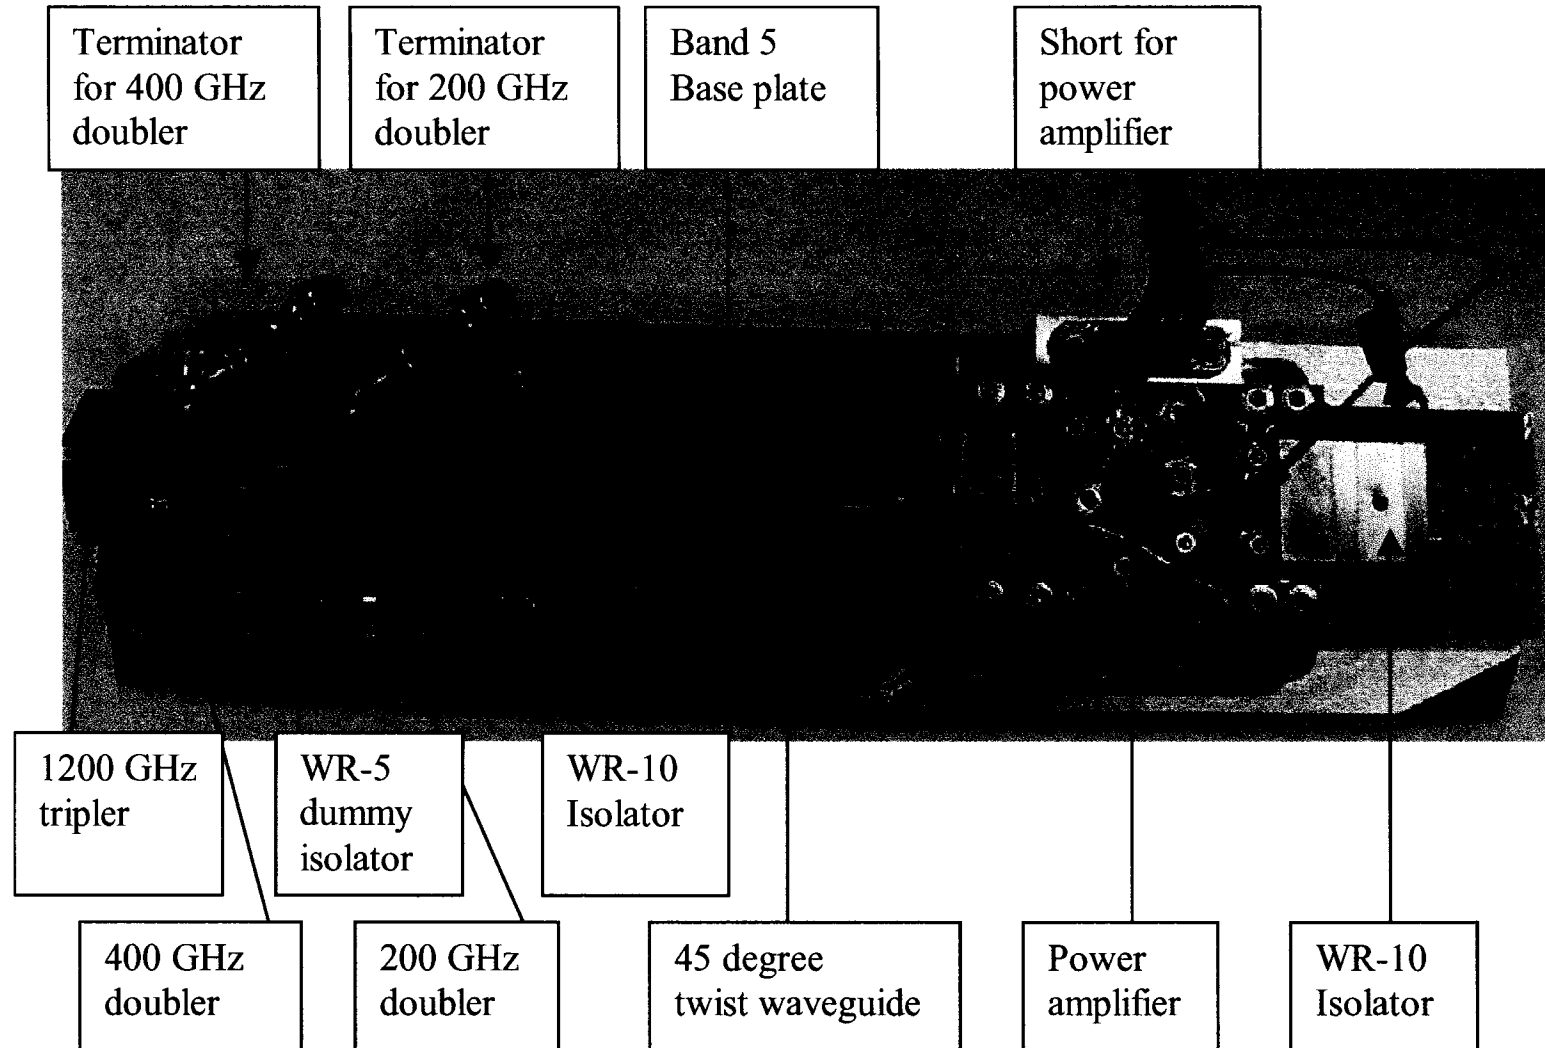 Terminator
for 400 GHz
doubler
Terminator
for 200 GHz
doubler
Band 5
Base plate
Short for
power
amplifier
1200 GHz
tripler
WR-5
dummy
isolator
WR-10
Isolator
400 GHz
doubler
200 GHz
doubler
45 degree
twist waveguide
Power
amplifier
WR-10
Isolator